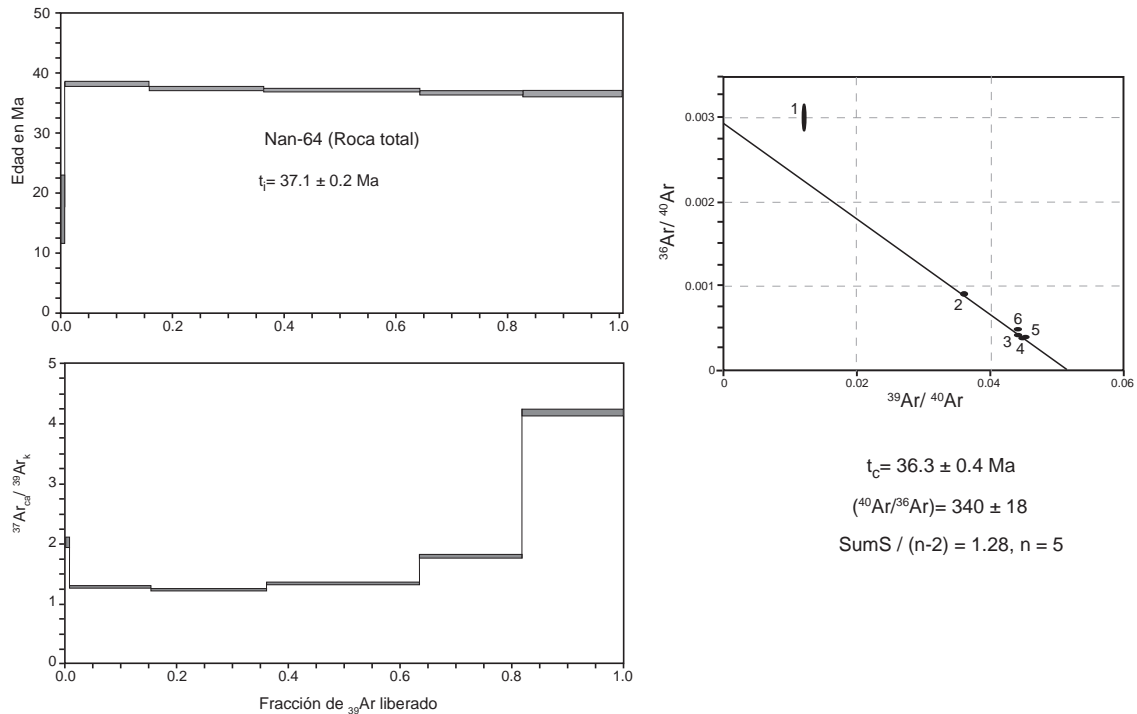 50
40
30
20
10
0
Edad en Ma
Nan-64 (Roca total)
tᵢ= 37.1 ± 0.2 Ma
0.0 0.2 0.4 0.6 0.8 1.0
5
4
3
2
1
0
³⁷Ar_ca/ ³⁹Ar_k
0.0 0.2 0.4 0.6 0.8 1.0
Fracción de ₃₉Ar liberado
0.003
0.002
0.001
0
³⁶Ar/ ⁴⁰Ar
1
2
6
3
5
4
0 0.02 0.04 0.06
³⁹Ar/ ⁴⁰Ar
t_c= 36.3 ± 0.4 Ma
(⁴⁰Ar/³⁶Ar)= 340 ± 18
SumS / (n-2) = 1.28, n = 5